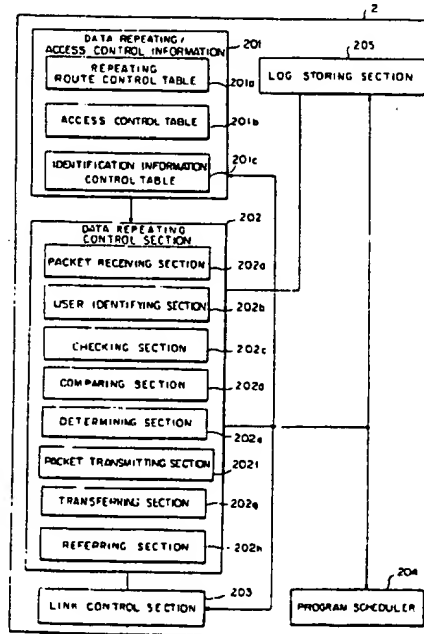 2
DATA REPEATING/
ACCESS CONTROL INFORMATION
201
REPEATING
ROUTE CONTROL TABLE
201a
ACCESS CONTROL TABLE
201b
IDENTIFICATION INFORMATION
CONTROL TABLE
201c
205
LOG STORING SECTION
202
DATA REPEATING
CONTROL SECTION
PACKET RECEIVING SECTION
202a
USER IDENTIFYING SECTION
202b
CHECKING SECTION
202c
COMPARING SECTION
202d
DETERMINING SECTION
202e
PACKET TRANSMITTING SECTION
202f
TRANSFERRING SECTION
202g
REFERRING SECTION
202h
LINK CONTROL SECTION
203
204
PROGRAM SCHEDULER